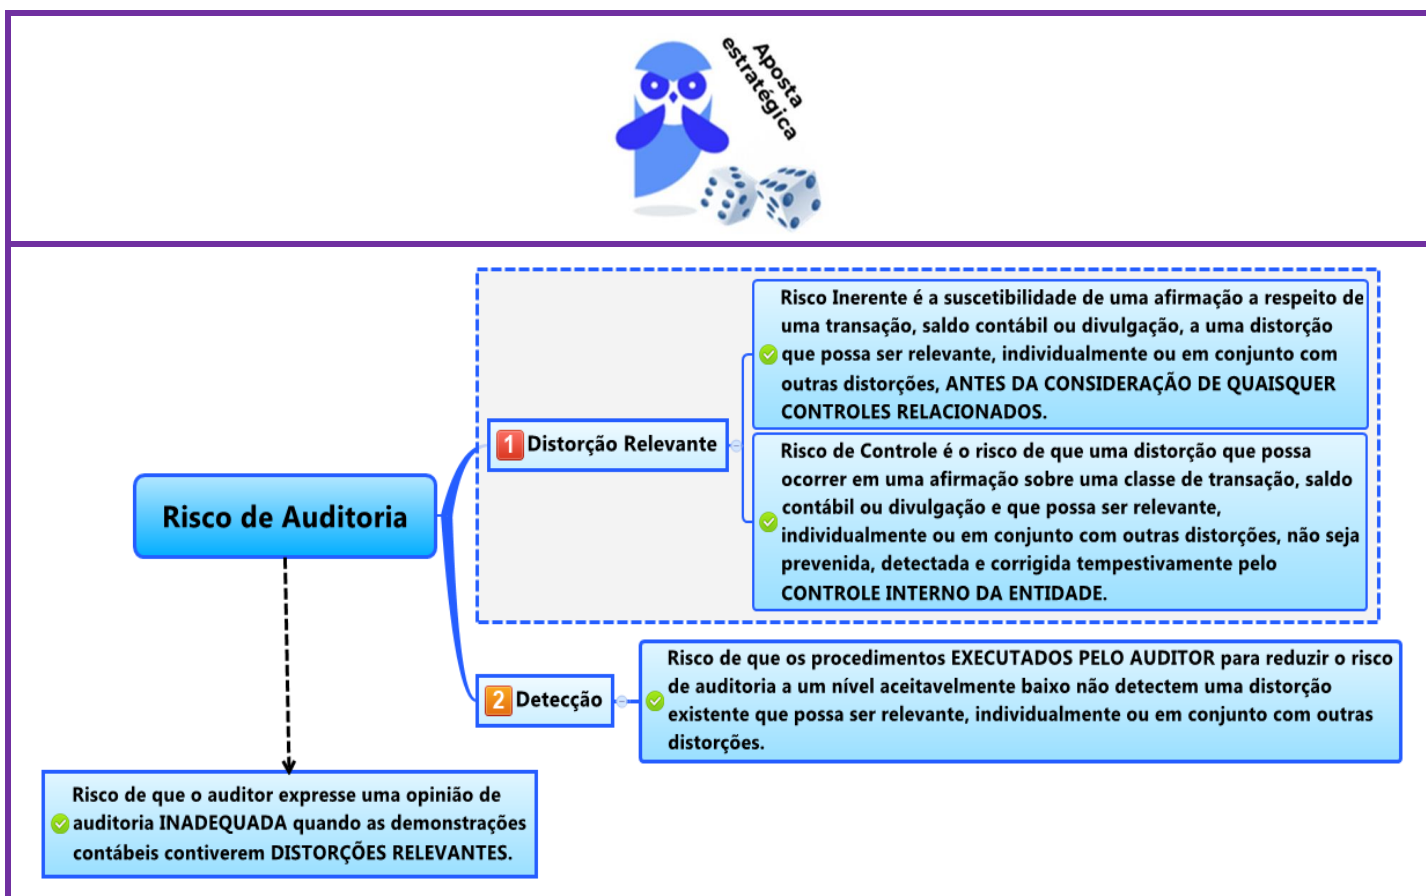 Aposta
estratégica
Risco de Auditoria
Risco de que o auditor expresse uma opinião de
auditoria INADEQUADA quando as demonstrações
contábeis contiverem DISTORÇÕES RELEVANTES.
1 Distorção Relevante
Risco Inerente é a suscetibilidade de uma afirmação a respeito de
uma transação, saldo contábil ou divulgação, a uma distorção
que possa ser relevante, individualmente ou em conjunto com
outras distorções, ANTES DA CONSIDERAÇÃO DE QUAISQUER
CONTROLES RELACIONADOS.
Risco de Controle é o risco de que uma distorção que possa
ocorrer em uma afirmação sobre uma classe de transação, saldo
contábil ou divulgação e que possa ser relevante,
individualmente ou em conjunto com outras distorções, não seja
prevenida, detectada e corrigida tempestivamente pelo
CONTROLE INTERNO DA ENTIDADE.
2 Detecção
Risco de que os procedimentos EXECUTADOS PELO AUDITOR para reduzir o risco
de auditoria a um nível aceitavelmente baixo não detectem uma distorção
existente que possa ser relevante, individualmente ou em conjunto com outras
distorções.